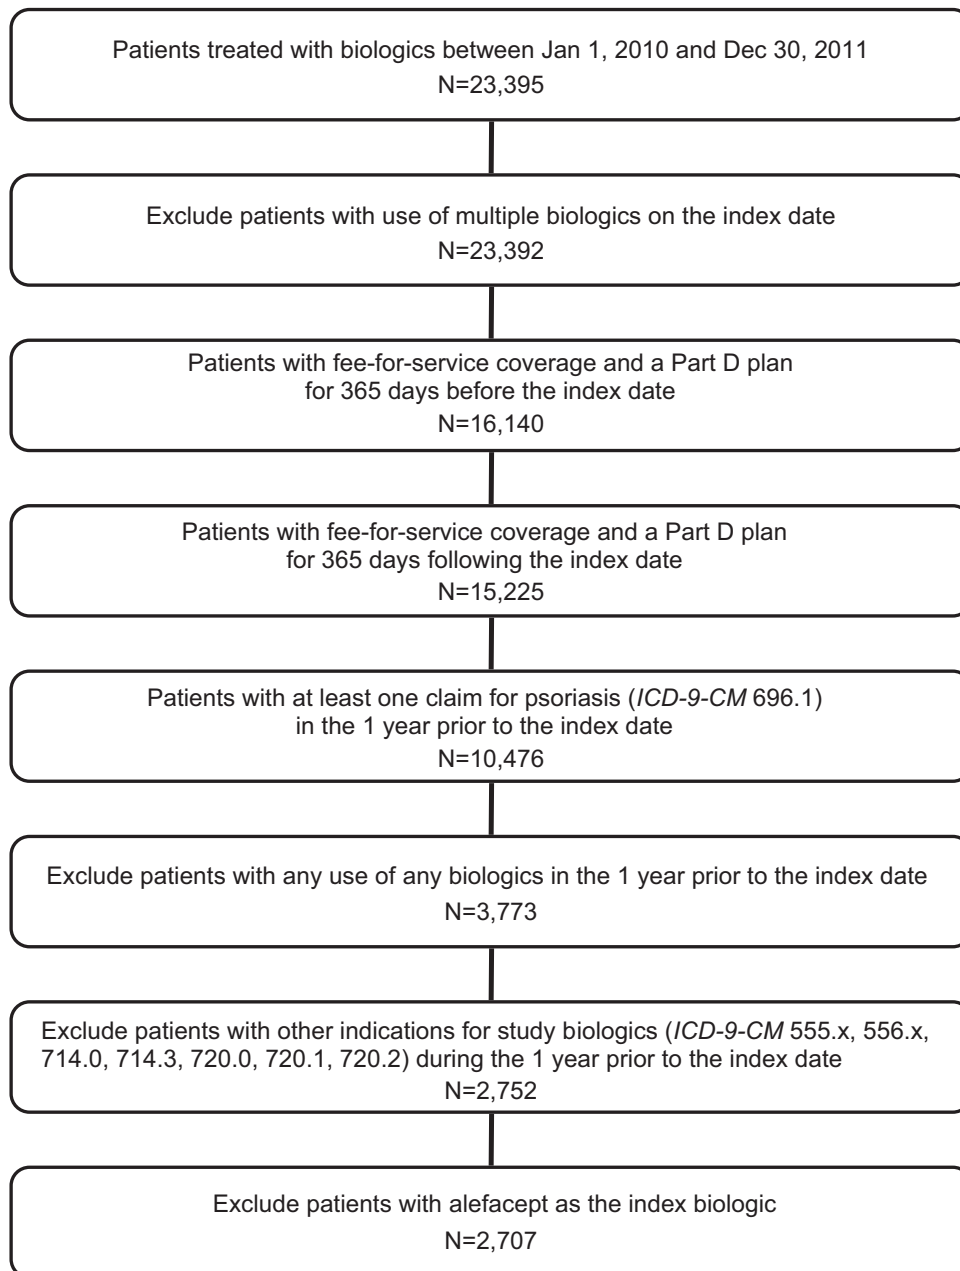 Patients treated with biologics between Jan 1, 2010 and Dec 30, 2011
N=23,395
Exclude patients with use of multiple biologics on the index date
N=23,392
Patients with fee-for-service coverage and a Part D plan
for 365 days before the index date
N=16,140
Patients with fee-for-service coverage and a Part D plan
for 365 days following the index date
N=15,225
Patients with at least one claim for psoriasis (ICD-9-CM 696.1)
in the 1 year prior to the index date
N=10,476
Exclude patients with any use of any biologics in the 1 year prior to the index date
N=3,773
Exclude patients with other indications for study biologics (ICD-9-CM 555.x, 556.x,
714.0, 714.3, 720.0, 720.1, 720.2) during the 1 year prior to the index date
N=2,752
Exclude patients with alefacept as the index biologic
N=2,707